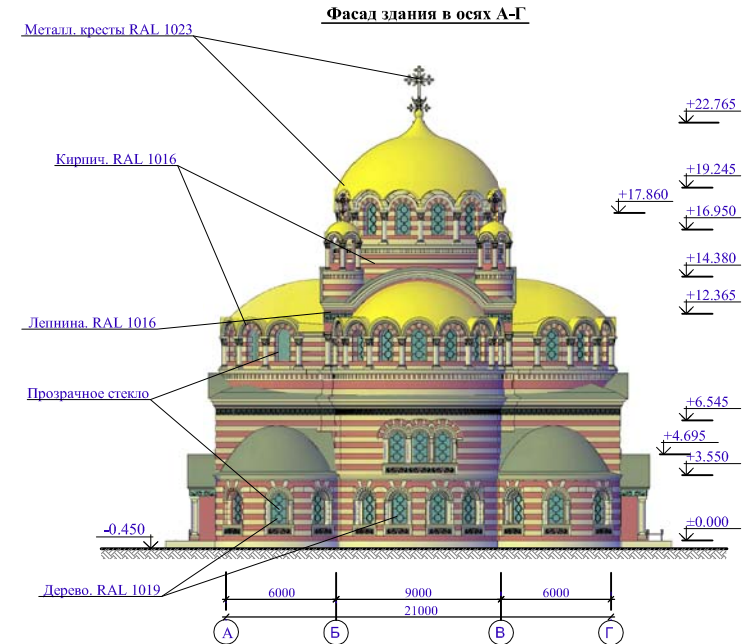 Фасад здания в осях А-Г
Металл. кресты RAL 1023
+22.765
Кирпич. RAL 1016
+19.245
+17.860
+16.950
+14.380
+12.365
Лепнина. RAL 1016
Прозрачное стекло
+6.545
+4.695
+3.550
-0.450
±0.000
Дерево. RAL 1019
6000 9000 6000
21000
А Б В Г